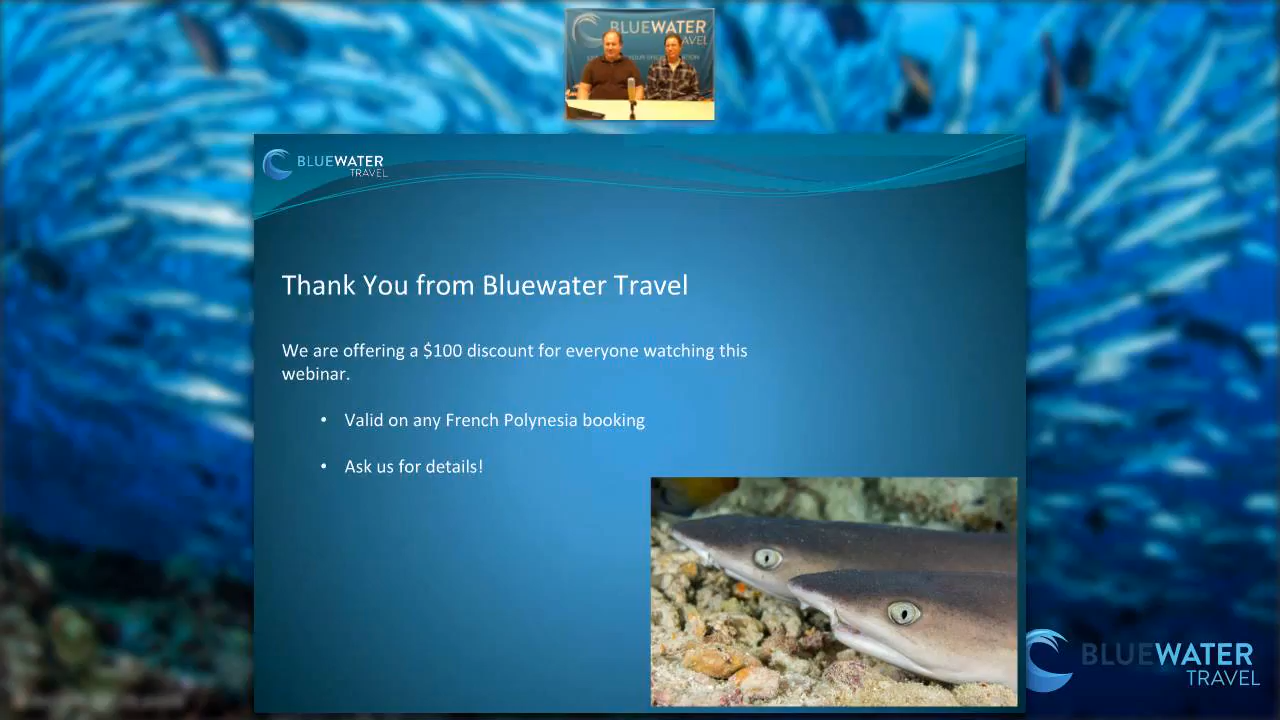 BLUEWATER
TRAVEL
BLUEWATER
TRAVEL
Thank You from Bluewater Travel
We are offering a $100 discount for everyone watching this
webinar.
• Valid on any French Polynesia booking
• Ask us for details!
BLUEWATER
TRAVEL